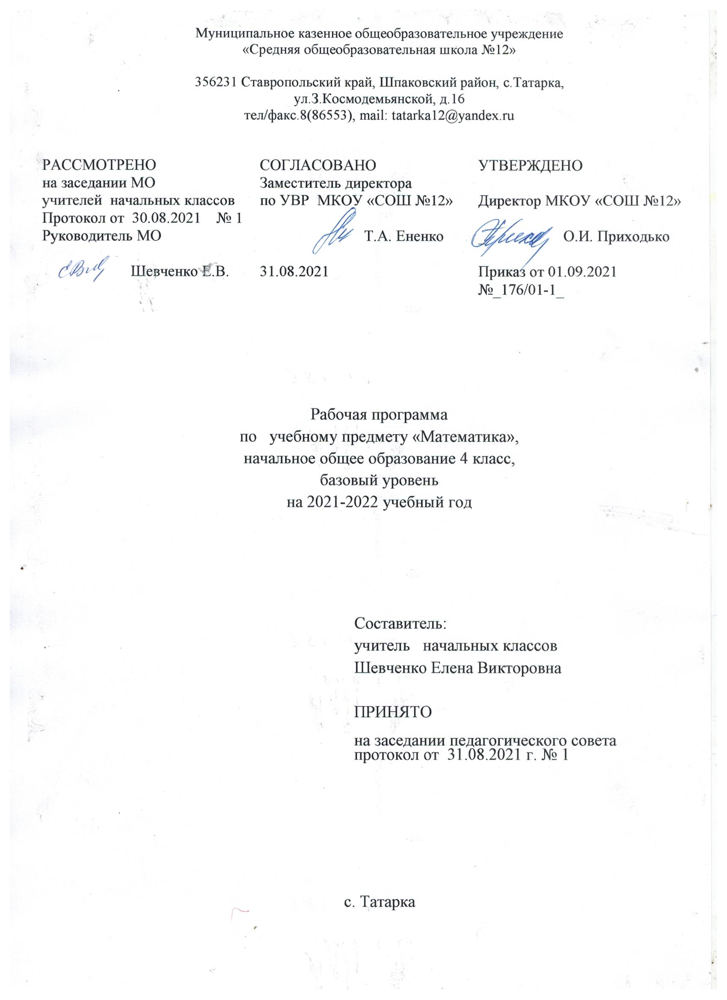 Муниципальное казенное общеобразовательное учреждение
«Средняя общеобразовательная школа №12»
356231 Ставропольский край, Шпаковский район, с.Татарка,
ул.З.Космодемьянской, д.16
тел/факс.8(86553), mail: tatarka12@yandex.ru
РАССМОТРЕНО
на заседании МО
учителей начальных классов
Протокол от 30.08.2021 № 1
Руководитель МО
Шевченко Е.В.
СОГЛАСОВАНО
Заместитель директора
по УВР МКОУ «СОШ №12»
Т.А. Ененко
31.08.2021
УТВЕРЖДЕНО
Директор МКОУ «СОШ №12»
О.И. Приходько
Приказ от 01.09.2021
№_176/01-1_
Рабочая программа
по учебному предмету «Математика»,
начальное общее образование 4 класс,
базовый уровень
на 2021-2022 учебный год
Составитель:
учитель начальных классов
Шевченко Елена Викторовна
ПРИНЯТО
на заседании педагогического совета
протокол от 31.08.2021 г. № 1
с. Татарка